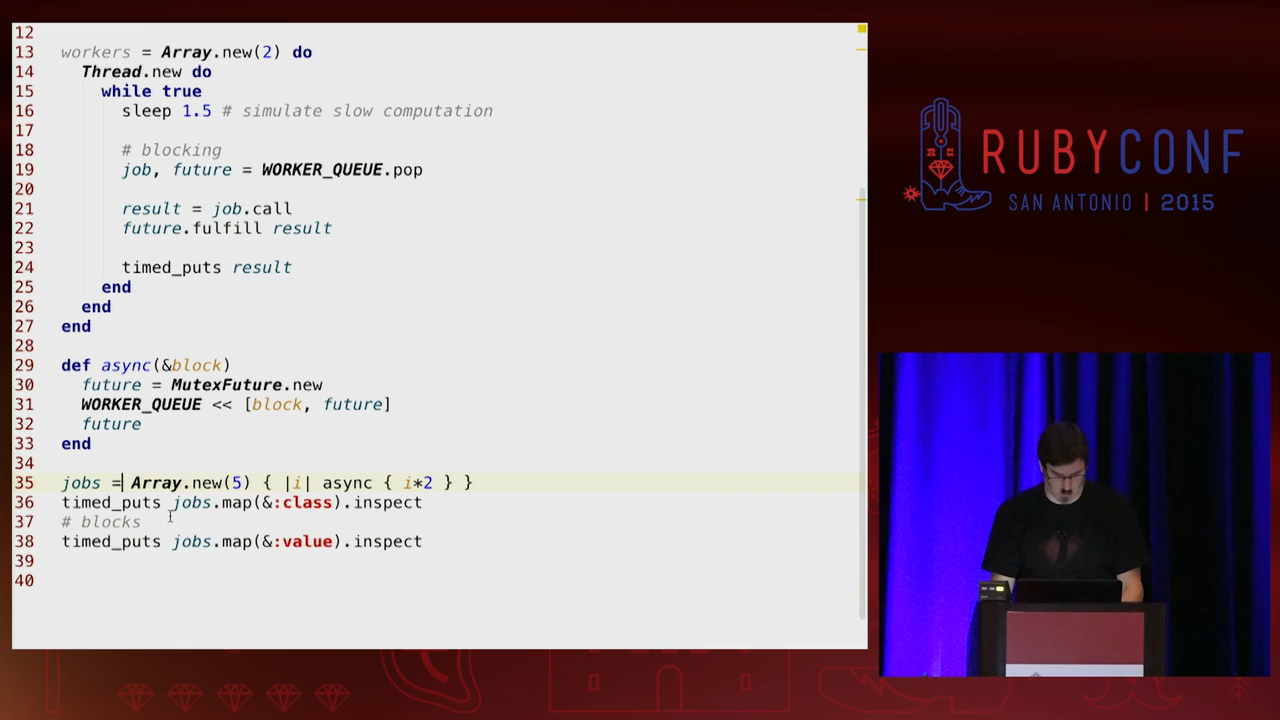 12
13 workers = Array.new(2) do
14 Thread.new do
15 while true
16 sleep 1.5 # simulate slow computation
17
18 # blocking
19 job, future = WORKER_QUEUE.pop
20
21 result = job.call
22 future.fulfill result
23
24 timed_puts result
25 end
26 end
27 end
28
29 def async(&block)
30 future = MutexFuture.new
31 WORKER_QUEUE << [block, future]
32 future
33 end
34
35 jobs = Array.new(5) { |i| async { i*2 } }
36 timed_puts jobs.map(&:class).inspect
37 # blocks
38 timed_puts jobs.map(&:value).inspect
39
40
RUBYCONF
SAN ANTONIO | 2015